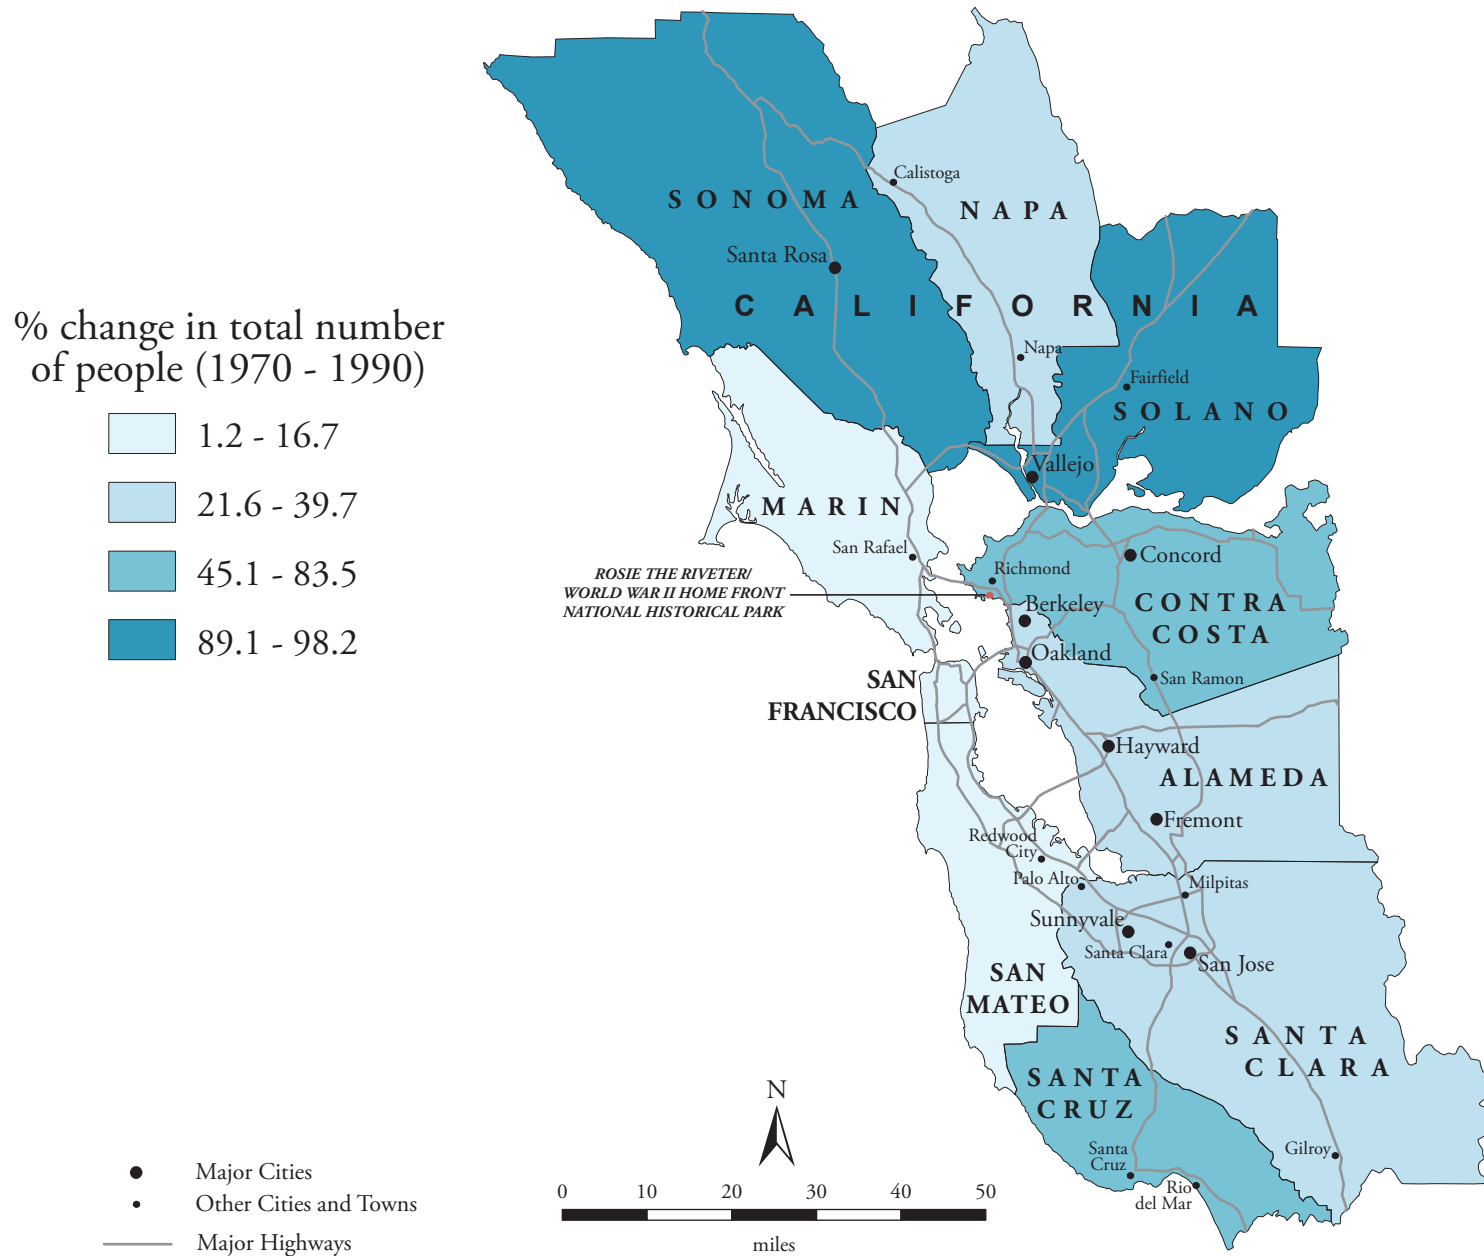 % change in total number
of people (1970 - 1990)
1.2 - 16.7
21.6 - 39.7
45.1 - 83.5
89.1 - 98.2
Calistoga
SONOMA
NAPA
Santa Rosa
CALIFORNIA
Napa
Fairfield
SOLANO
Vallejo
MARIN
San Rafael
Concord
Richmond
ROSIE THE RIVETER/
WORLD WAR II HOME FRONT
NATIONAL HISTORICAL PARK
Berkeley
CONTRA
COSTA
Oakland
San Ramon
SAN
FRANCISCO
Hayward
ALAMEDA
Fremont
Redwood
City
Palo Alto
Milpitas
Sunnyvale
Santa Clara
San Jose
SAN
MATEO
SANTA
CLARA
SANTA
CRUZ
Santa
Cruz
Gilroy
Rio
del Mar
N
0 10 20 30 40 50
miles
Major Cities
Other Cities and Towns
Major Highways